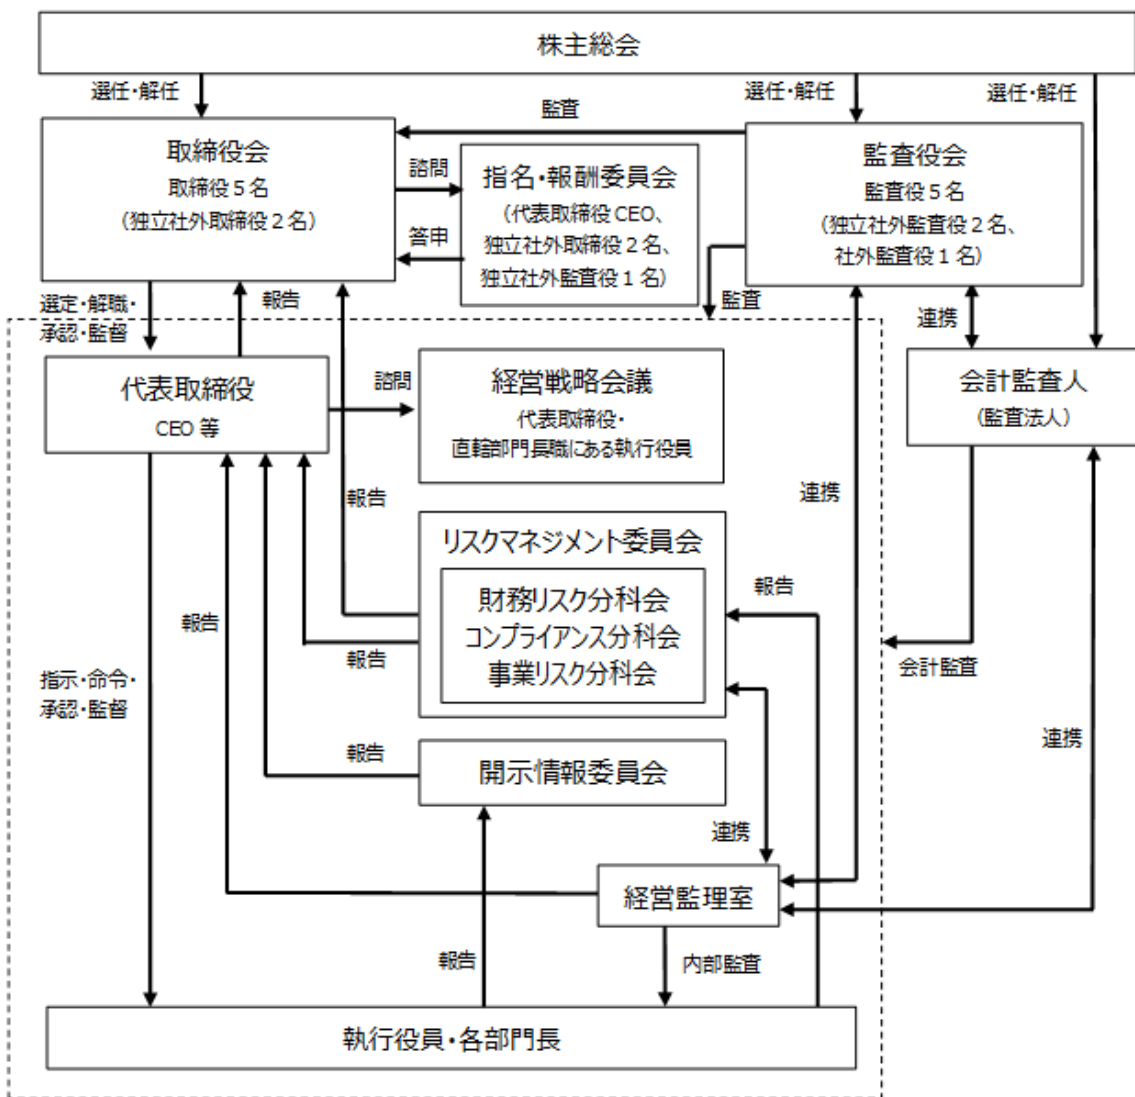 株主総会
選任・解任
選任・解任
選任・解任
監査
取締役会
取締役5名
（独立社外取締役2名）
諮問
答申
指名・報酬委員会
（代表取締役CEO、
独立社外取締役2名、
独立社外監査役1名）
監査役会
監査役5名
（独立社外監査役2名、
社外監査役1名）
選定・解職・
承認・監督
報告
監査
連携
代表取締役
CEO等
諮問
経営戦略会議
代表取締役・
直轄部門長職にある執行役員
会計監査人
（監査法人）
報告
連携
リスクマネジメント委員会
財務リスク分科会
コンプライアンス分科会
事業リスク分科会
報告
報告
報告
会計監査
指示・命令・
承認・監督
報告
開示情報委員会
連携
連携
経営監理室
報告
内部監査
執行役員・各部門長